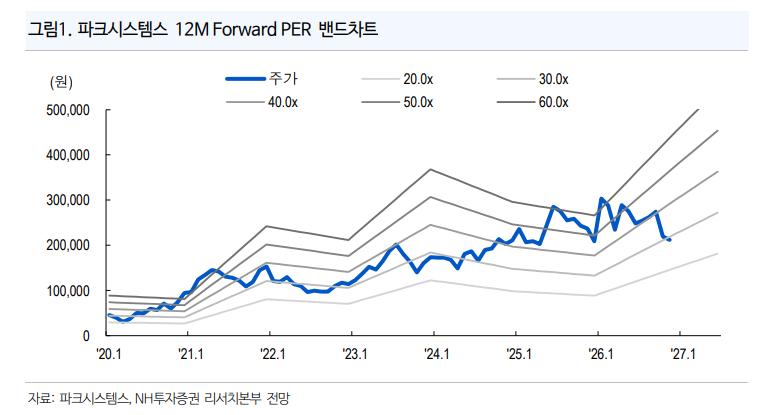 그림1. 파크시스템스 12M Forward PER 밴드차트
(원)
주가 20.0x 30.0x
40.0x 50.0x 60.0x
500,000
400,000
300,000
200,000
100,000
0
'20.1 '21.1 '22.1 '23.1 '24.1 '25.1 '26.1 '27.1
자료: 파크시스템스, NH투자증권 리서치본부 전망